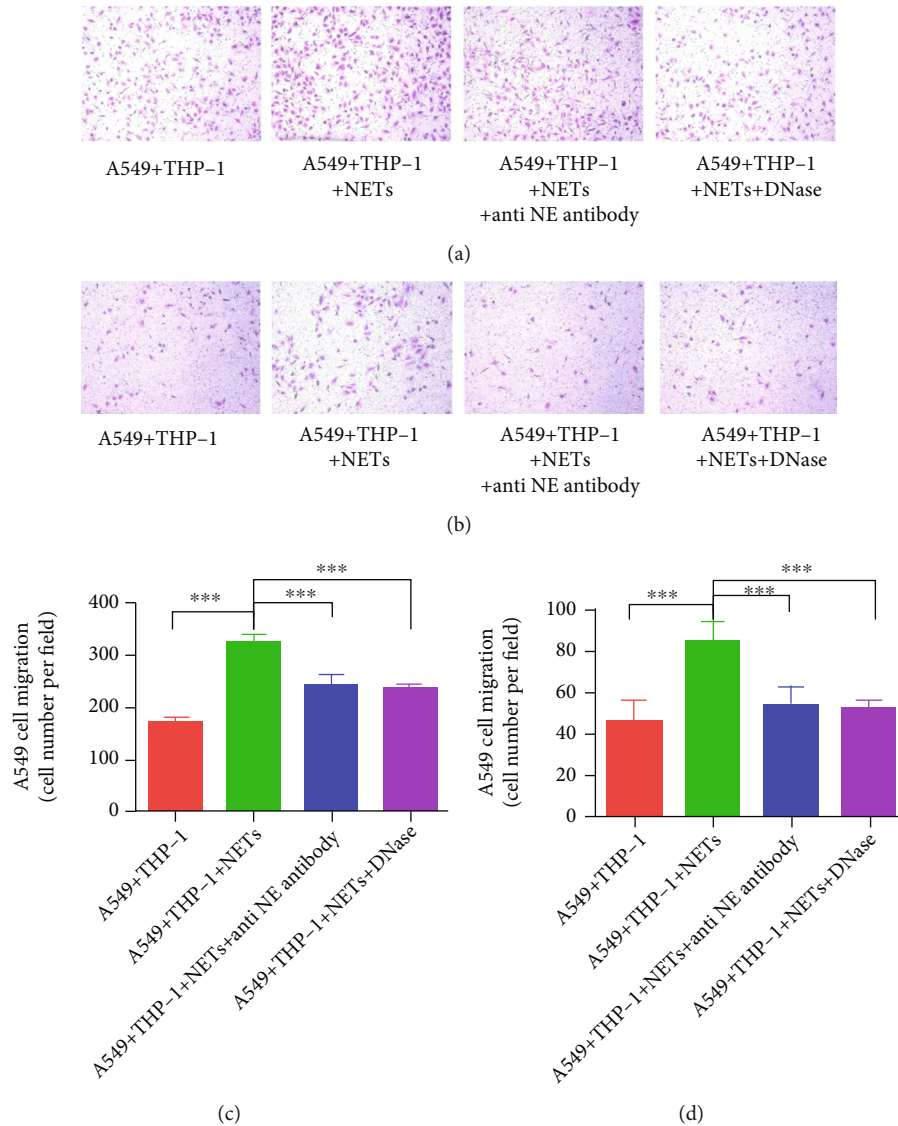 A549+THP–1
A549+THP–1
+NETs
A549+THP–1
+NETs
+anti NE antibody
A549+THP–1
+NETs+DNase
(a)
A549+THP–1
A549+THP–1
+NETs
A549+THP–1
+NETs
+anti NE antibody
A549+THP–1
+NETs+DNase
(b)
A549 cell migration
(cell number per field)
400
300
200
100
0
***
***
***
A549+THP–1
A549+THP–1+NETs
A549+THP–1+NETs+anti NE antibody
A549+THP–1+NETs+DNase
(c)
A549 cell migration
(cell number per field)
100
80
60
40
20
0
***
***
***
A549+THP–1
A549+THP–1+NETs
A549+THP–1+NETs+anti NE antibody
A549+THP–1+NETs+DNase
(d)